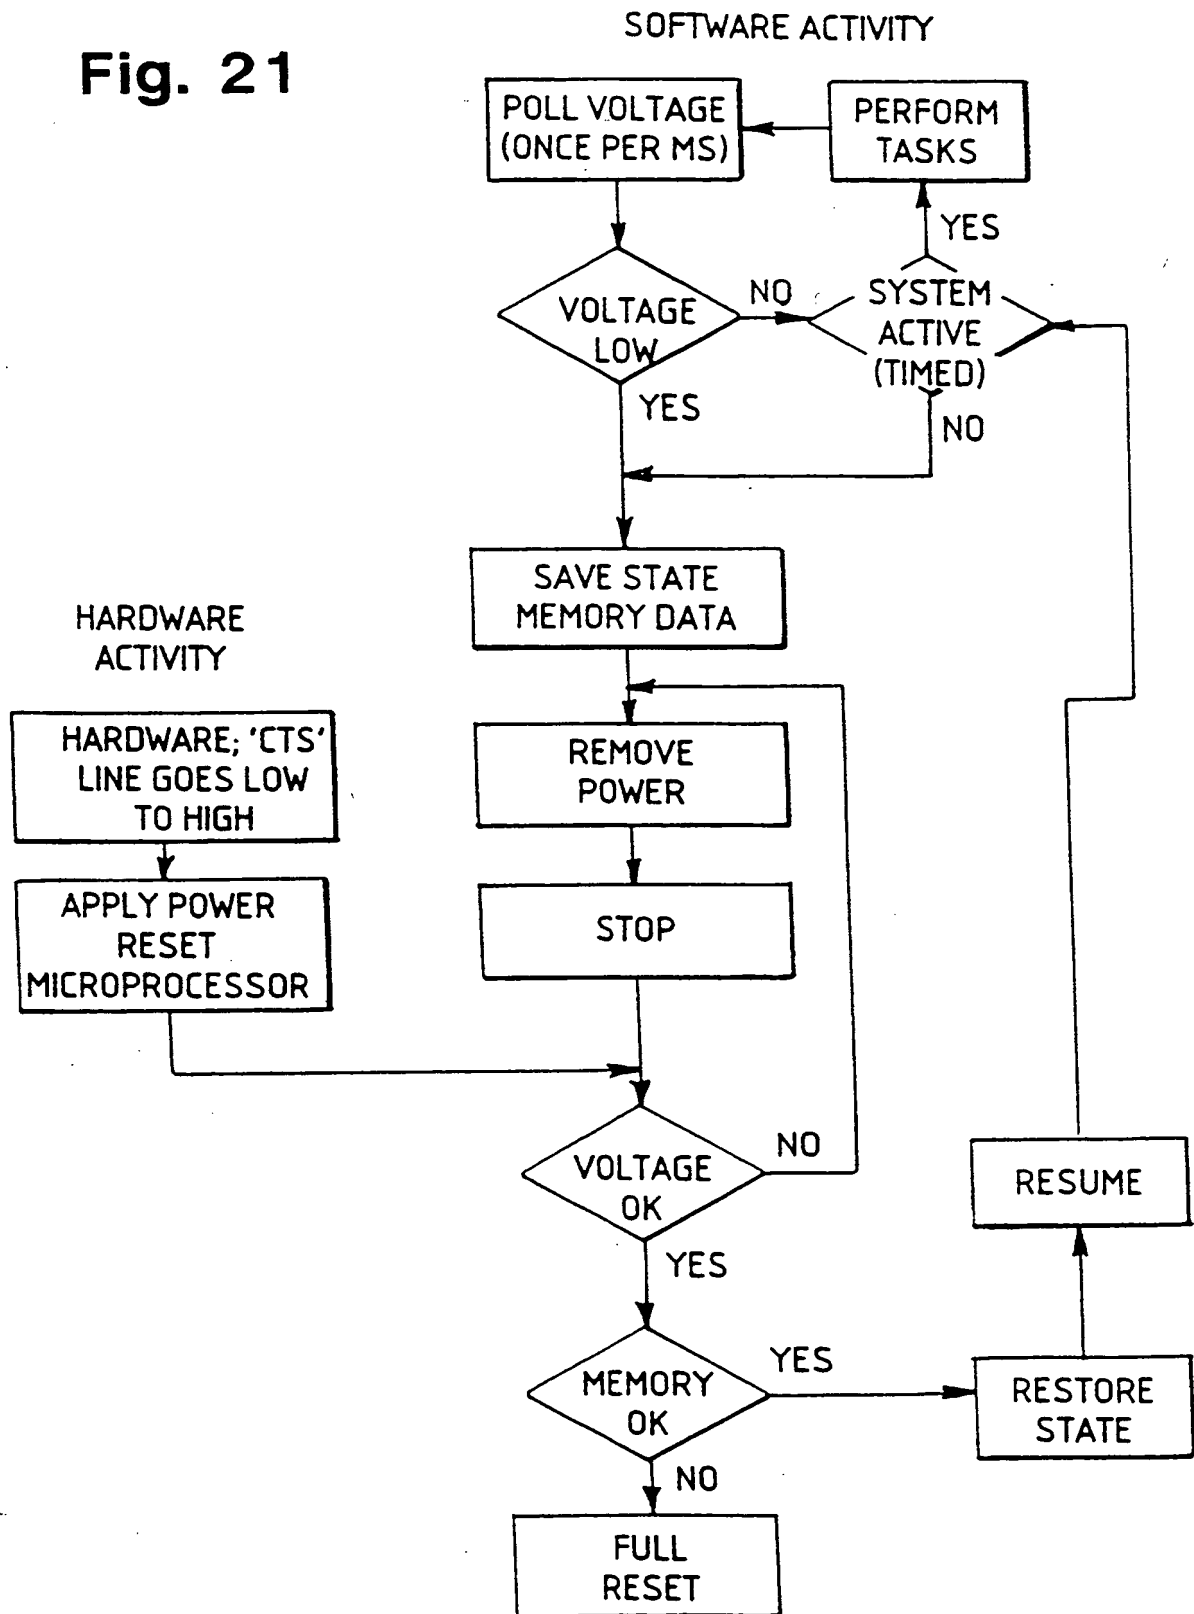 Fig. 21
SOFTWARE ACTIVITY
POLL VOLTAGE
(ONCE PER MS)
PERFORM
TASKS
YES
VOLTAGE
LOW
NO
SYSTEM
ACTIVE
(TIMED)
YES
NO
SAVE STATE
MEMORY DATA
HARDWARE
ACTIVITY
HARDWARE; 'CTS'
LINE GOES LOW
TO HIGH
REMOVE
POWER
APPLY POWER
RESET
MICROPROCESSOR
STOP
VOLTAGE
OK
NO
RESUME
YES
MEMORY
OK
YES
RESTORE
STATE
NO
FULL
RESET